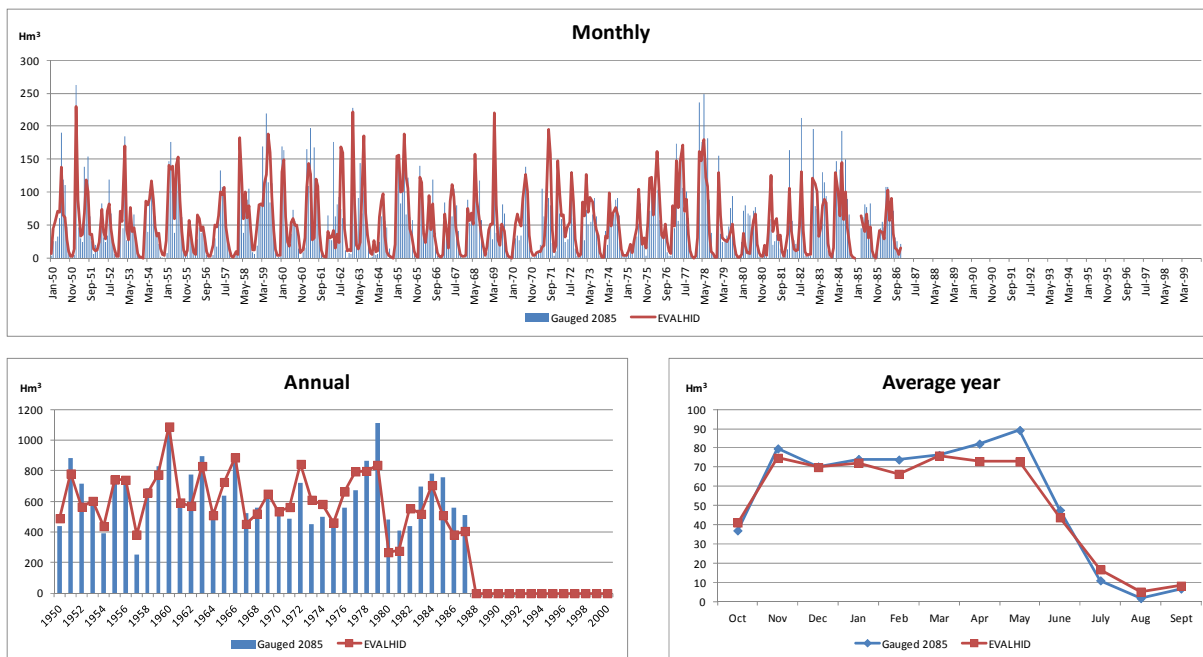 Monthly
Hm³
300
250
200
150
100
50
0
Jan-50 Nov-50 Sep-51 Jul-52 May-53 Mar-54 Jan-55 Nov-55 Sep-56 Jul-57 May-58 Mar-59 Jan-60 Nov-60 Sep-61 Jul-62 May-63 Mar-64 Jan-65 Nov-65 Sep-66 Jul-67 May-68 Mar-69 Jan-70 Nov-70 Sep-71 Jul-72 May-73 Mar-74 Jan-75 Nov-75 Sep-76 Jul-77 May-78 Mar-79 Jan-80 Nov-80 Sep-81 Jul-82 May-83 Mar-84 Jan-85 Nov-85 Sep-86 Jul-87 May-88 Mar-89 Jan-90 Nov-90 Sep-91 Jul-92 May-93 Mar-94 Jan-95 Nov-95 Sep-96 Jul-97 May-98 Mar-99
Gauged 2085 EVALHID
Annual
Hm³
1200
1000
800
600
400
200
0
1950 1952 1954 1956 1958 1960 1962 1964 1966 1968 1970 1972 1974 1976 1978 1980 1982 1984 1986 1988 1990 1992 1994 1996 1998 2000
Gauged 2085 EVALHID
Average year
Hm³
100
90
80
70
60
50
40
30
20
10
0
Oct Nov Dec Jan Feb Mar Apr May June July Aug Sept
Gauged 2085 EVALHID